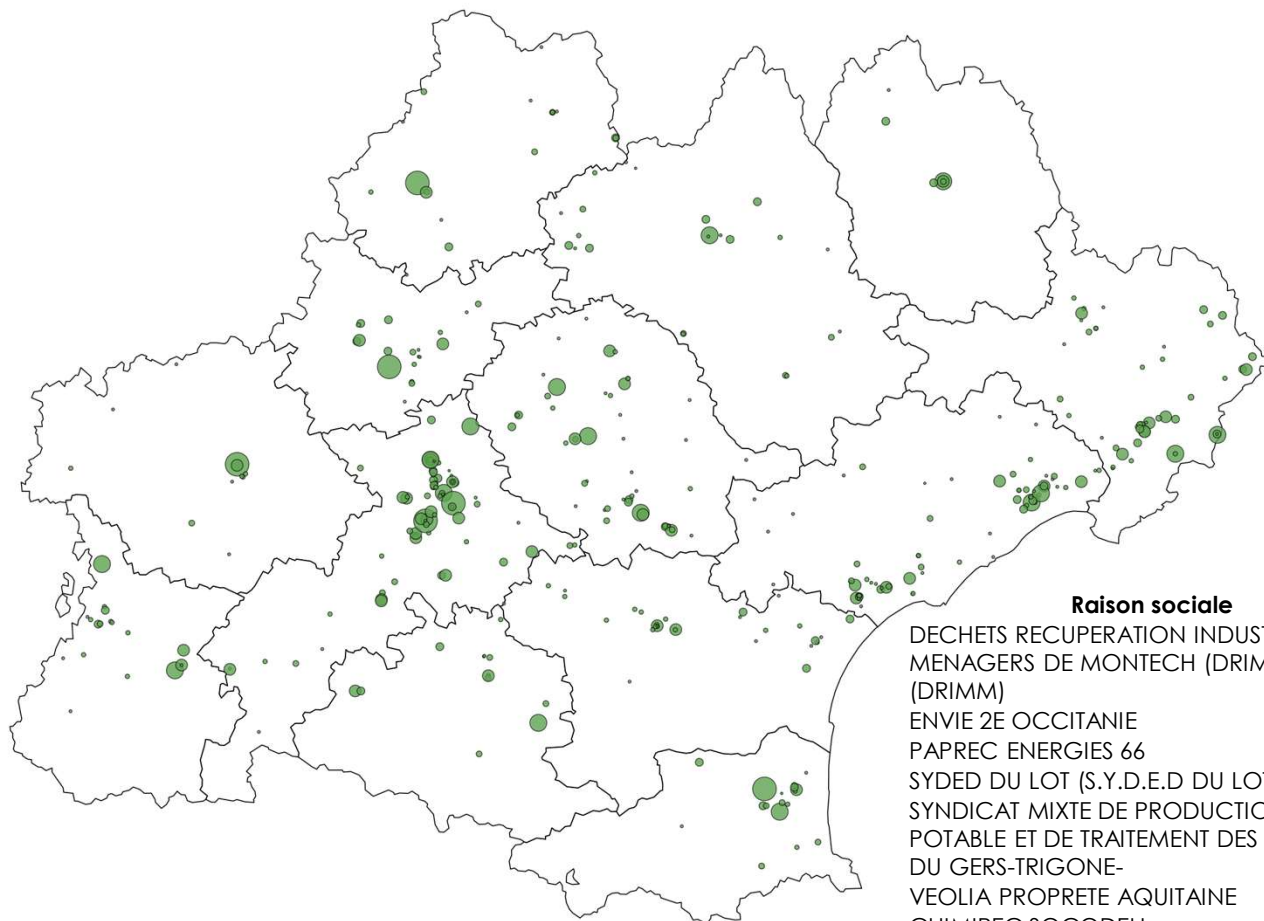 Raison sociale
DECHETS RECUPERATION INDUST
MENAGERS DE MONTECH (DRIM
(DRIMM)
ENVIE 2E OCCITANIE
PAPREC ENERGIES 66
SYDED DU LOT (S.Y.D.E.D DU LOT
SYNDICAT MIXTE DE PRODUCTIO
POTABLE ET DE TRAITEMENT DES
DU GERS-TRIGONE-
VEOLIA PROPRETE AQUITAINE